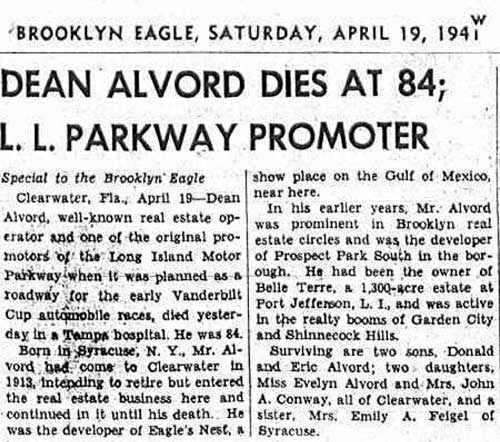 BROOKLYN EAGLE, SATURDAY, APRIL 19, 1941
W
DEAN ALVORD DIES AT 84;
L. L. PARKWAY PROMOTER
Special to the Brooklyn Eagle
Clearwater, Fla., April 19—Dean
Alvord, well-known real estate op-
erator and one of the original pro-
motors of the Long Island Motor
Parkway when it was planned as a
roadway for the early Vanderbilt
Cup automobile races, died yester-
day in a Tampa hospital. He was 84.
Born in Syracuse, N. Y., Mr. Al-
vord had come to Clearwater in
1913, intending to retire but entered
the real estate business here and
continued in it until his death. He
was the developer of Eagle's Nest, a
show place on the Gulf of Mexico,
near here.
In his earlier years, Mr. Alvord
was prominent in Brooklyn real
estate circles and was the developer
of Prospect Park South in the bor-
ough. He had been the owner of
Belle Terre, a 1,300-acre estate at
Port Jefferson, L. I., and was active
in the realty booms of Garden City
and Shinnecock Hills.
Surviving are two sons, Donald
and Eric Alvord; two daughters,
Miss Evelyn Alvord and Mrs. John
A. Conway, all of Clearwater, and a
sister, Mrs. Emily A. Feigel of
Syracuse.